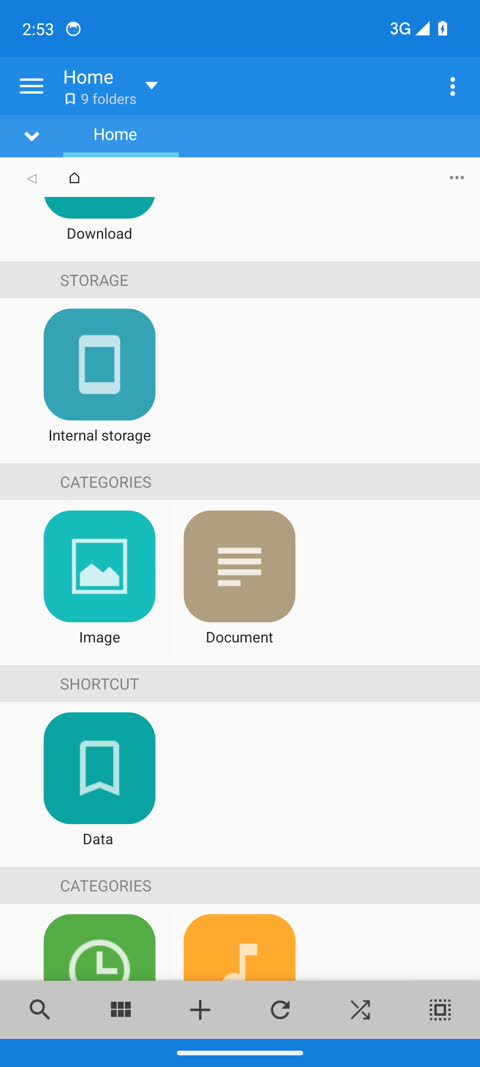 2:53
3G
Home
9 folders
Home
Download
STORAGE
Internal storage
CATEGORIES
Image
Document
SHORTCUT
Data
CATEGORIES